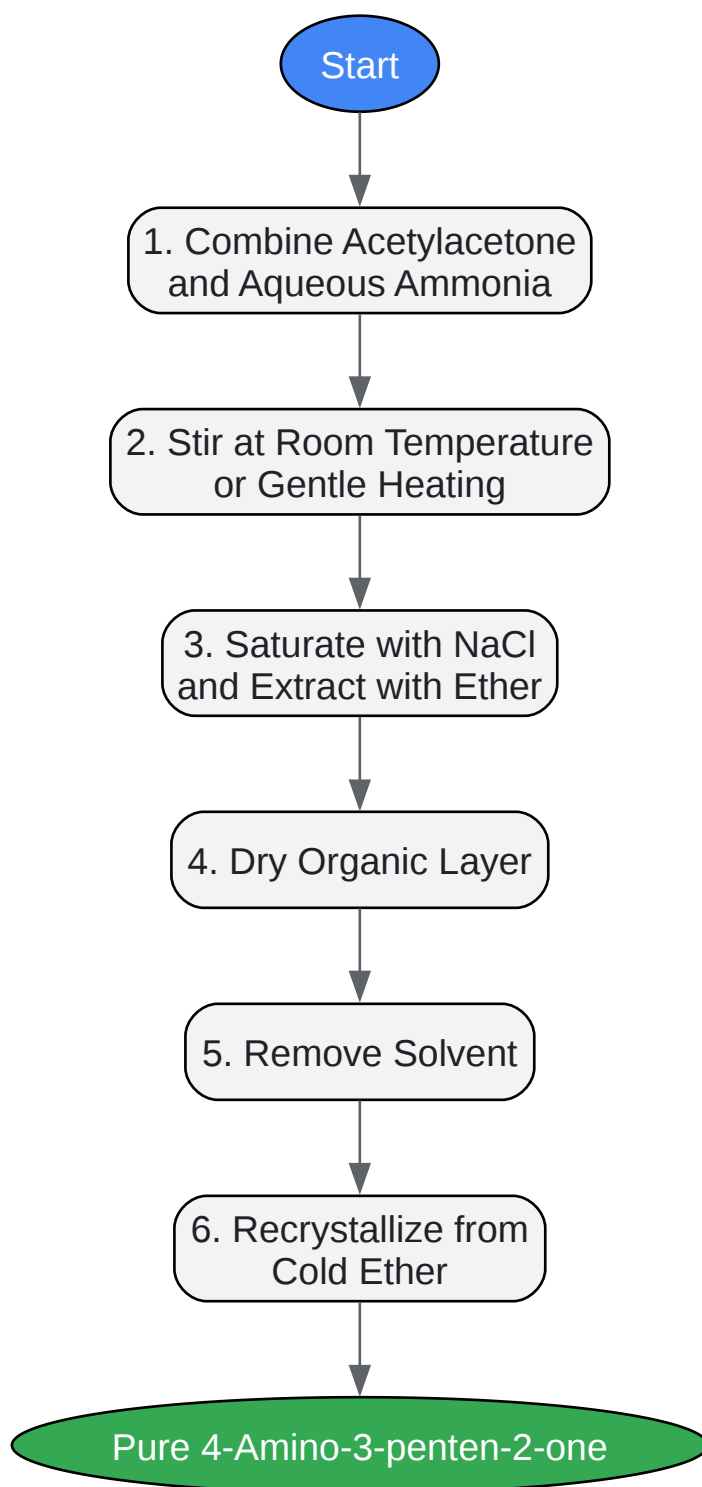 Start
1. Combine Acetylacetone
and Aqueous Ammonia
2. Stir at Room Temperature
or Gentle Heating
3. Saturate with NaCl
and Extract with Ether
4. Dry Organic Layer
5. Remove Solvent
6. Recrystallize from
Cold Ether
Pure 4-Amino-3-penten-2-one